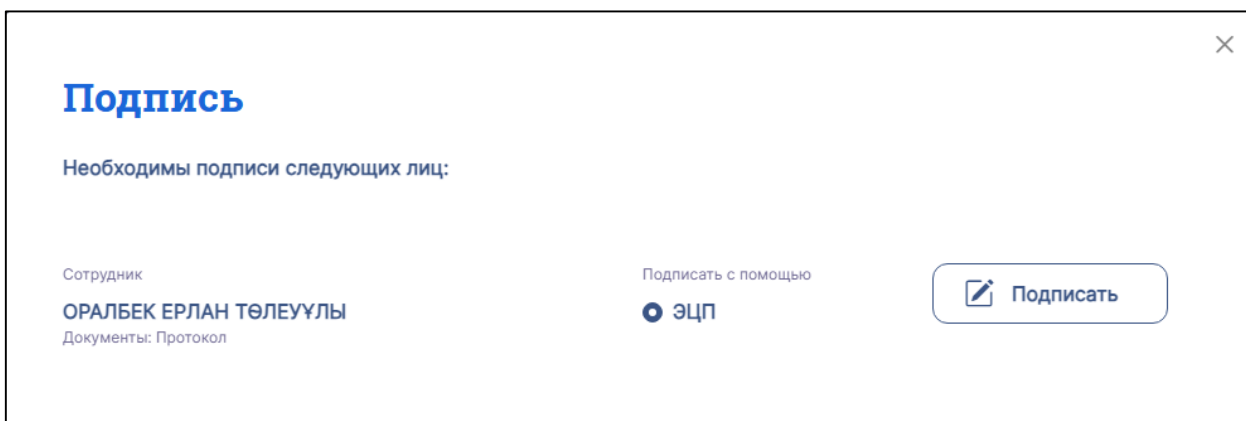 Подпись
Необходимы подписи следующих лиц:
Сотрудник
Подписать с помощью
Подписать
ОРАЛБЕК ЕРЛАН ТӨЛЕУҰЛЫ
ЭЦП
Документы: Протокол